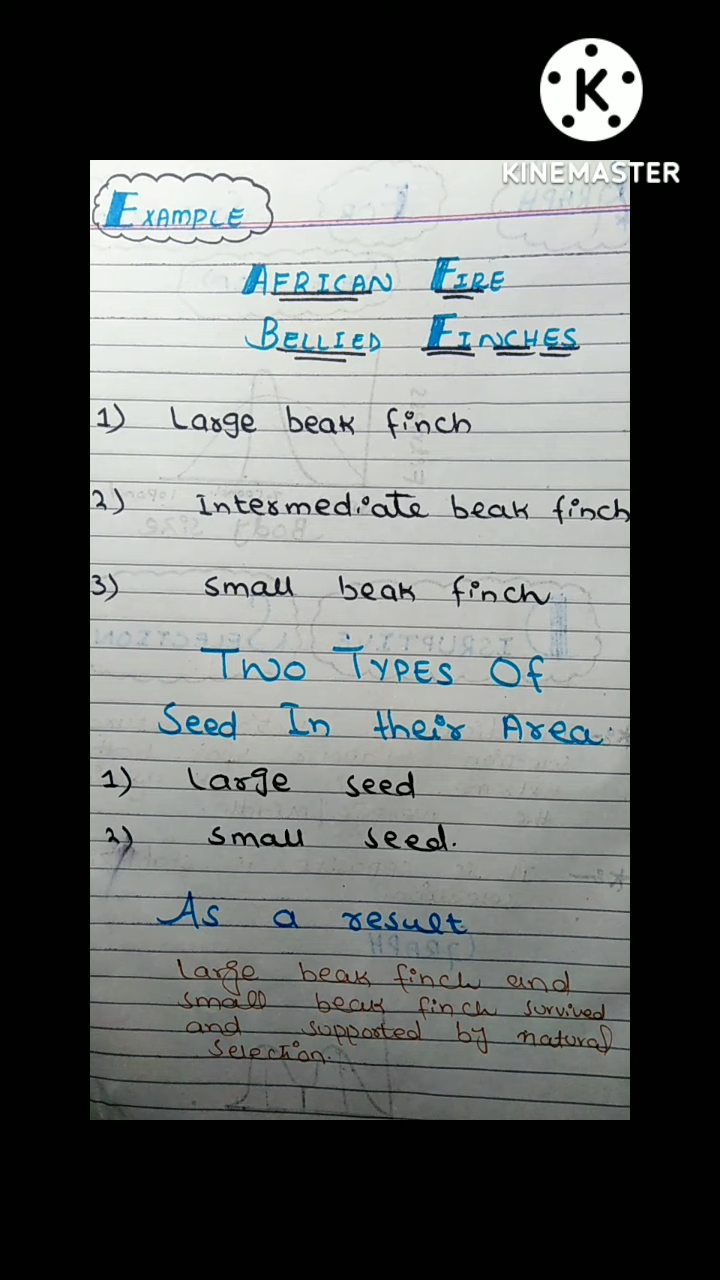 K
KINEMASTER
EXAMPLE
AFRICAN FIRE
BELLIED FINCHES
1) Large beak finch
2) Intermediate beak finch
3) small beak finch
Two Types Of
Seed In their Area.
1) Large seed
2) small seed.
As a result
large beak finch and
small beak finch survived
and supported by natural
selection.